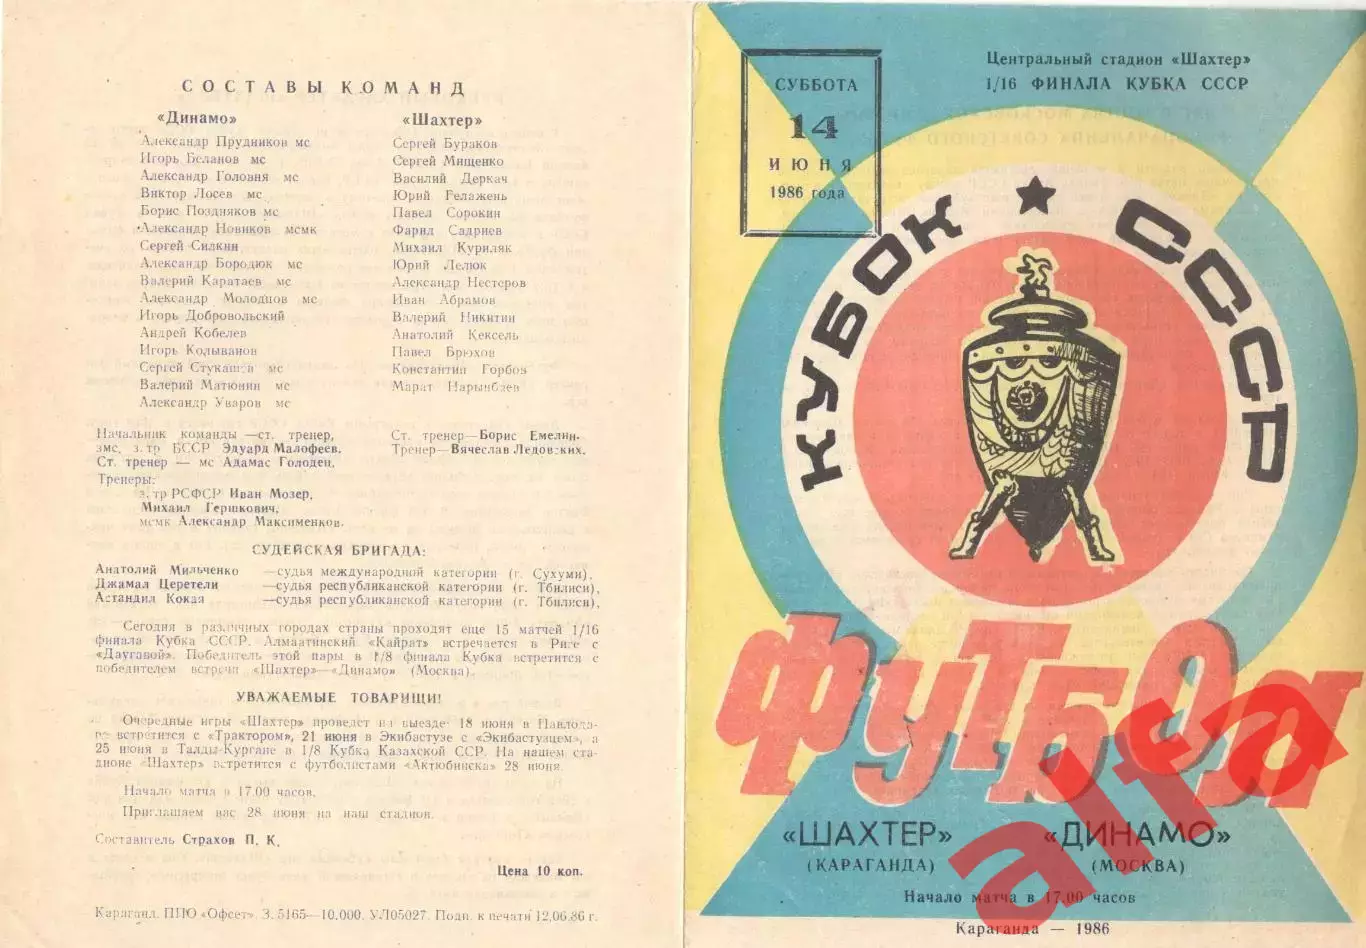 СОСТАВЫ КОМАНД
«Динамо»
Александр Прудников мс
Игорь Беланов мс
Александр Головня мс
Виктор Лосев мс
Борис Поздняков мс
Александр Новиков мсмк
Сергей Силкин
Александр Бородюк мс
Валерий Каратаев мс
Александр Молодцов мс
Игорь Добровольский
Андрей Кобелев
Игорь Колыванов
Сергей Стукашов мс
Валерий Матюнин мс
Александр Уваров мс
«Шахтер»
Сергей Бураков
Сергей Мищенко
Василий Деркач
Юрий Гелажень
Павел Сорокин
Фарид Садриев
Михаил Куриляк
Юрий Лелюк
Александр Нестеров
Иван Абрамов
Валерий Никитин
Анатолий Кексель
Павел Брюхов
Константин Горбов
Марат Нарынбаев
Начальник команды —ст. тренер,
змс, з. тр БССР Эдуард Малофеев.
Ст. тренер — мс Адамас Голодец.
Тренеры:
з. тр РСФСР Иван Мозер,
Михаил Гершкович,
мсмк Александр Максименков.
Ст. тренер—Борис Емелин.
Тренер—Вячеслав Ледовских.
СУДЕЙСКАЯ БРИГАДА:
Анатолий Мильченко —судья международной категории (г. Сухуми),
Джамал Церетели —судья республиканской категории (г. Тбилиси),
Астандил Кокая —судья республиканской категории (г. Тбилиси),
Сегодня в различных городах страны проходят еще 15 матчей 1/16
финала Кубка СССР. Алмаатинский «Кайрат» встречается в Риге с
«Даугавой». Победитель этой пары в 1/8 финала Кубка встретится с
победителем встречи «Шахтер»—«Динамо» (Москва).
УВАЖАЕМЫЕ ТОВАРИЩИ!
Очередные игры «Шахтер» проведет на выезде: 18 июня в Павлода-
ре встретится с «Трактором», 21 июня в Экибастузе с «Экибастузцем», а
25 июня в Талды-Кургане в 1/8 Кубка Казахской ССР. На нашем ста-
дионе «Шахтер» встретится с футболистами «Актюбинска» 28 июня.
Начало матча в 17.00 часов.
Приглашаем вас 28 июня на наш стадион.
Составитель Страхов П. К.
Цена 10 коп.
Караганд. ППО «Офсет». З. 5165—10.000. УЛ05027. Подп. к печати 12.06.86 г.
СУББОТА
14
ИЮНЯ
1986 года
Центральный стадион «Шахтер»
1/16 ФИНАЛА КУБКА СССР
КУБОК ★ СССР
ФУТБОЛ
«ШАХТЕР» «ДИНАМО»
(КАРАГАНДА) (МОСКВА)
Начало матча в 17.00 часов
Караганда — 1986
alfa